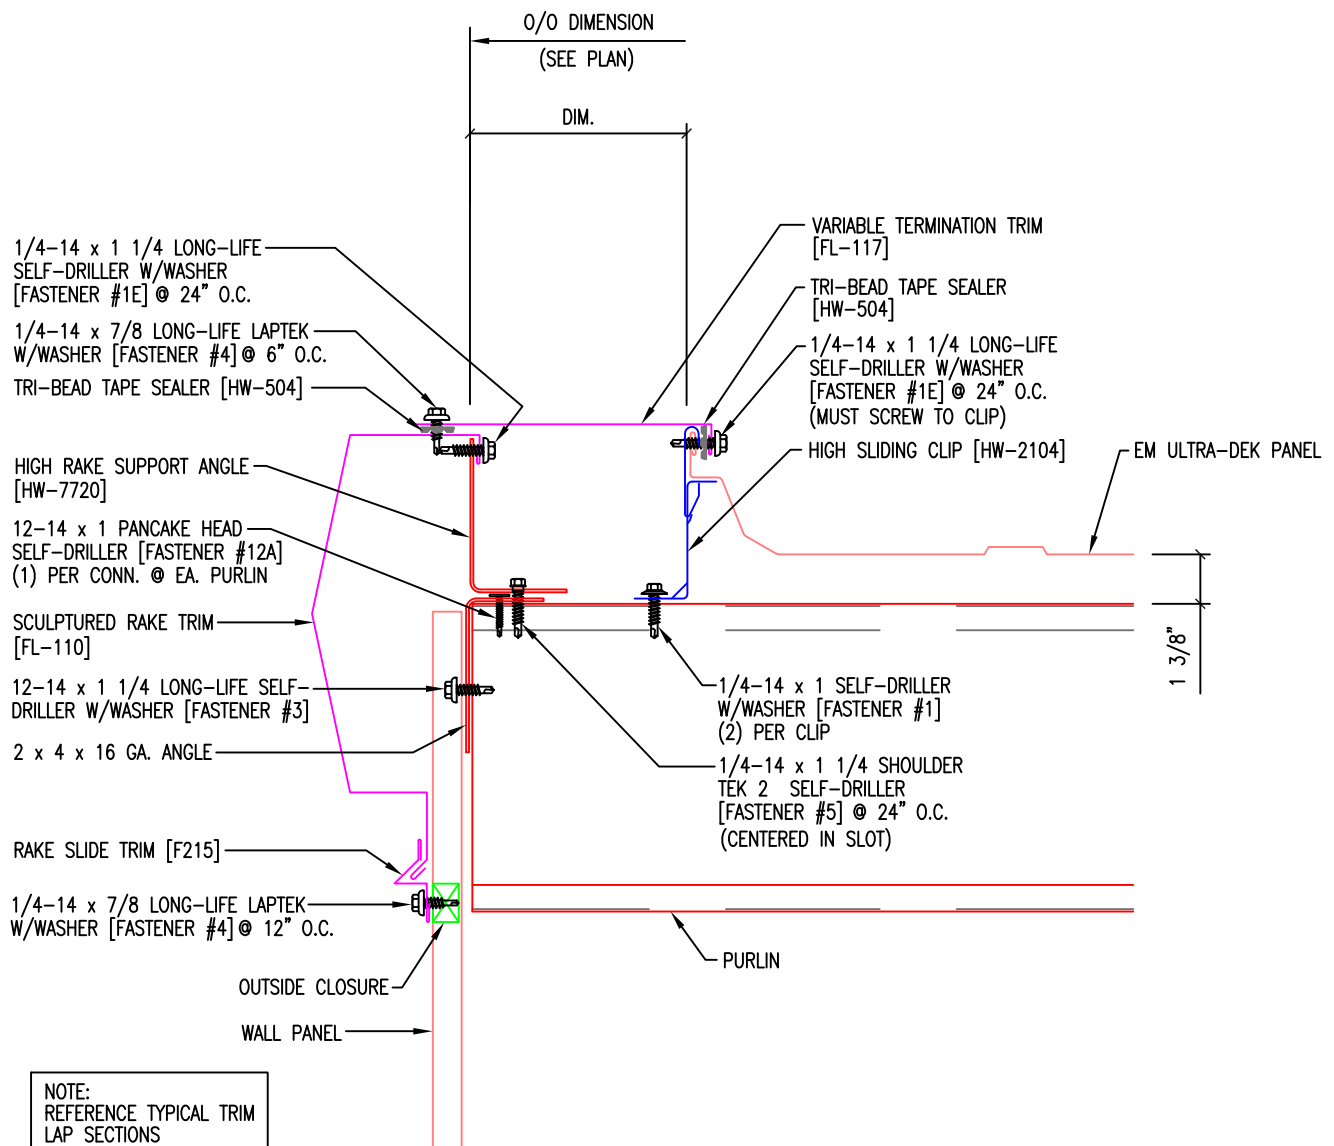 O/O DIMENSION
(SEE PLAN)
DIM.
1/4-14 x 1 1/4 LONG-LIFE
SELF-DRILLER W/WASHER
[FASTENER #1E] @ 24" O.C.
1/4-14 x 7/8 LONG-LIFE LAPTEK
W/WASHER [FASTENER #4] @ 6" O.C.
TRI-BEAD TAPE SEALER [HW-504]
HIGH RAKE SUPPORT ANGLE
[HW-7720]
12-14 x 1 PANCAKE HEAD
SELF-DRILLER [FASTENER #12A]
(1) PER CONN. @ EA. PURLIN
SCULPTURED RAKE TRIM
[FL-110]
12-14 x 1 1/4 LONG-LIFE SELF-
DRILLER W/WASHER [FASTENER #3]
2 x 4 x 16 GA. ANGLE
RAKE SLIDE TRIM [F215]
1/4-14 x 7/8 LONG-LIFE LAPTEK
W/WASHER [FASTENER #4] @ 12" O.C.
OUTSIDE CLOSURE
WALL PANEL
VARIABLE TERMINATION TRIM
[FL-117]
TRI-BEAD TAPE SEALER
[HW-504]
1/4-14 x 1 1/4 LONG-LIFE
SELF-DRILLER W/WASHER
[FASTENER #1E] @ 24" O.C.
(MUST SCREW TO CLIP)
HIGH SLIDING CLIP [HW-2104]
EM ULTRA-DEK PANEL
1 3/8"
1/4-14 x 1 SELF-DRILLER
W/WASHER [FASTENER #1]
(2) PER CLIP
1/4-14 x 1 1/4 SHOULDER
TEK 2 SELF-DRILLER
[FASTENER #5] @ 24" O.C.
(CENTERED IN SLOT)
PURLIN
NOTE:
REFERENCE TYPICAL TRIM
LAP SECTIONS